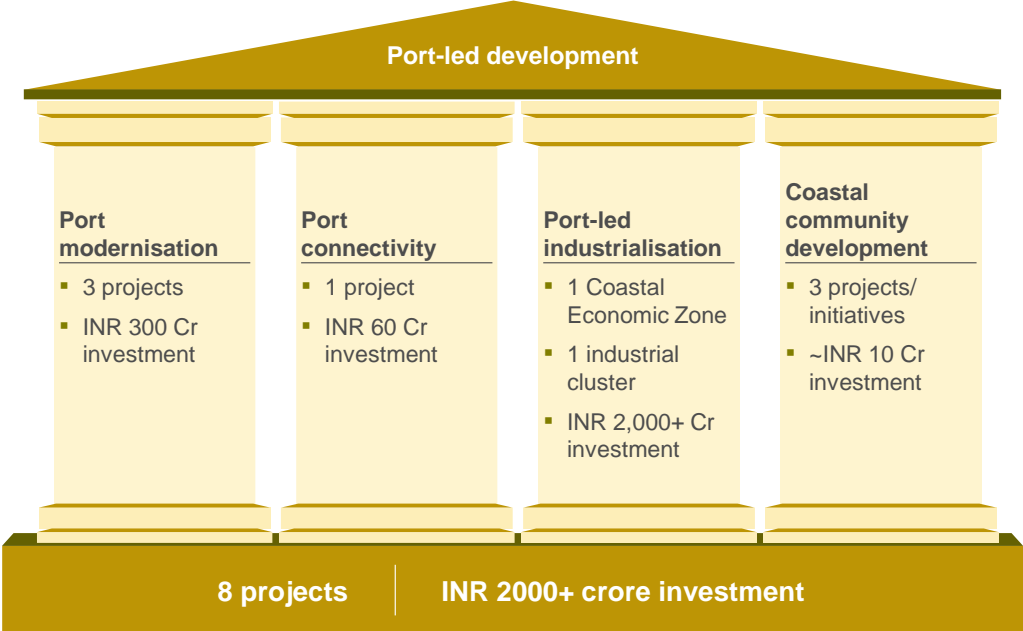 Port-led development
Port
modernisation
▪ 3 projects
▪ INR 300 Cr
investment
Port
connectivity
▪ 1 project
▪ INR 60 Cr
investment
Port-led
industrialisation
▪ 1 Coastal
Economic Zone
▪ 1 industrial
cluster
▪ INR 2,000+ Cr
investment
Coastal
community
development
▪ 3 projects/
initiatives
▪ ~INR 10 Cr
investment
8 projects
INR 2000+ crore investment